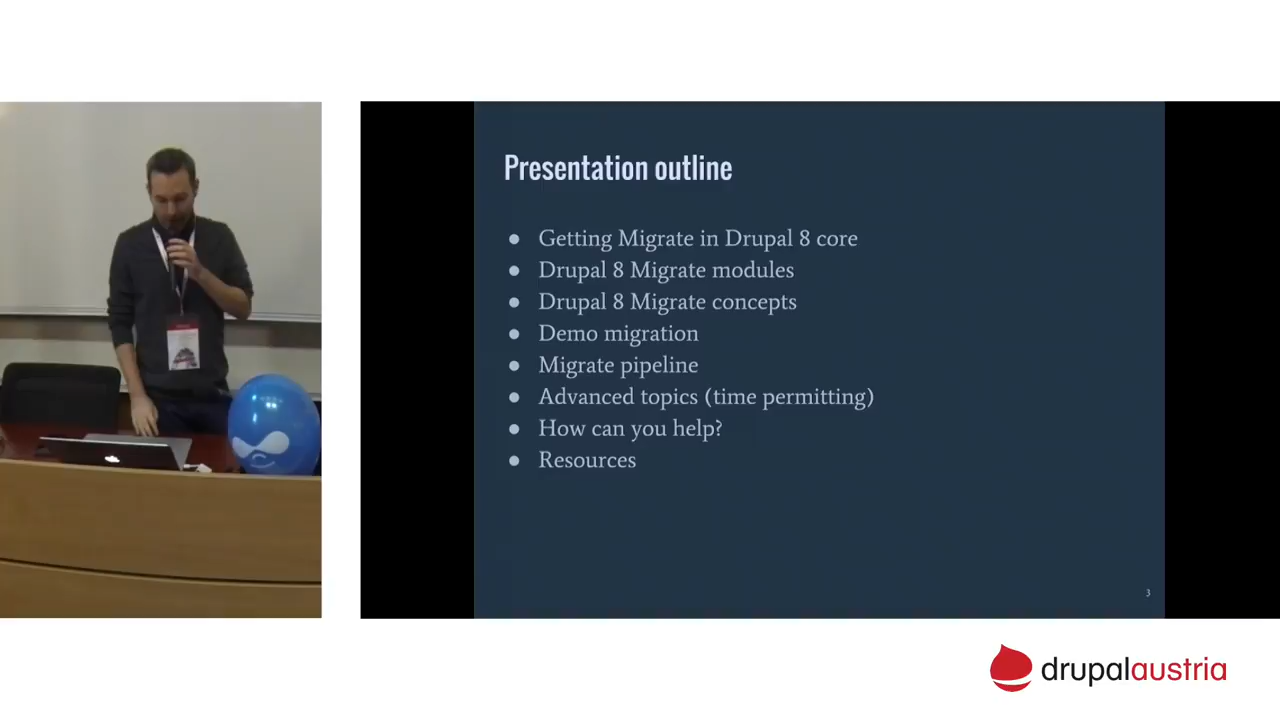 Presentation outline
● Getting Migrate in Drupal 8 core
● Drupal 8 Migrate modules
● Drupal 8 Migrate concepts
● Demo migration
● Migrate pipeline
● Advanced topics (time permitting)
● How can you help?
● Resources
3
drupalaustria